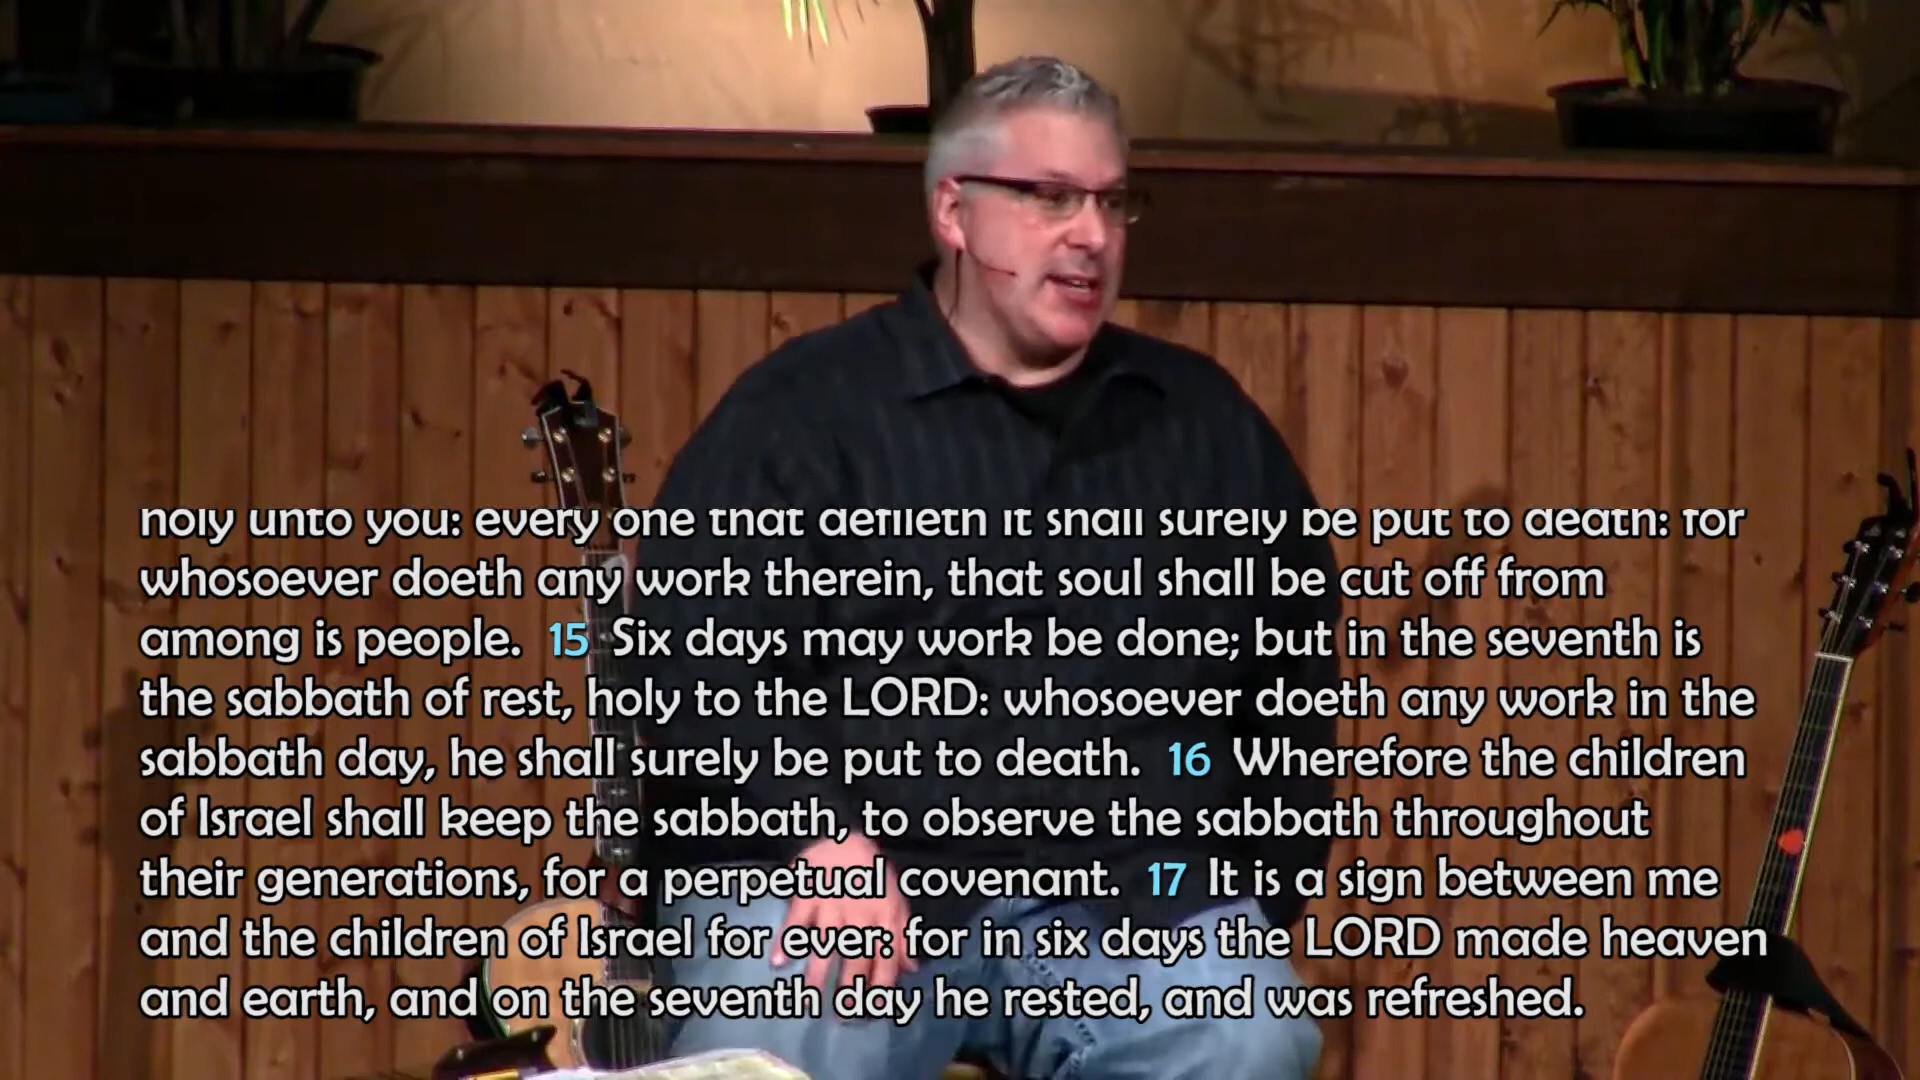 holy unto you: every one that defileth it shall surely be put to death: for
whosoever doeth any work therein, that soul shall be cut off from
among is people. 15 Six days may work be done; but in the seventh is
the sabbath of rest, holy to the LORD: whosoever doeth any work in the
sabbath day, he shall surely be put to death. 16 Wherefore the children
of Israel shall keep the sabbath, to observe the sabbath throughout
their generations, for a perpetual covenant. 17 It is a sign between me
and the children of Israel for ever: for in six days the LORD made heaven
and earth, and on the seventh day he rested, and was refreshed.